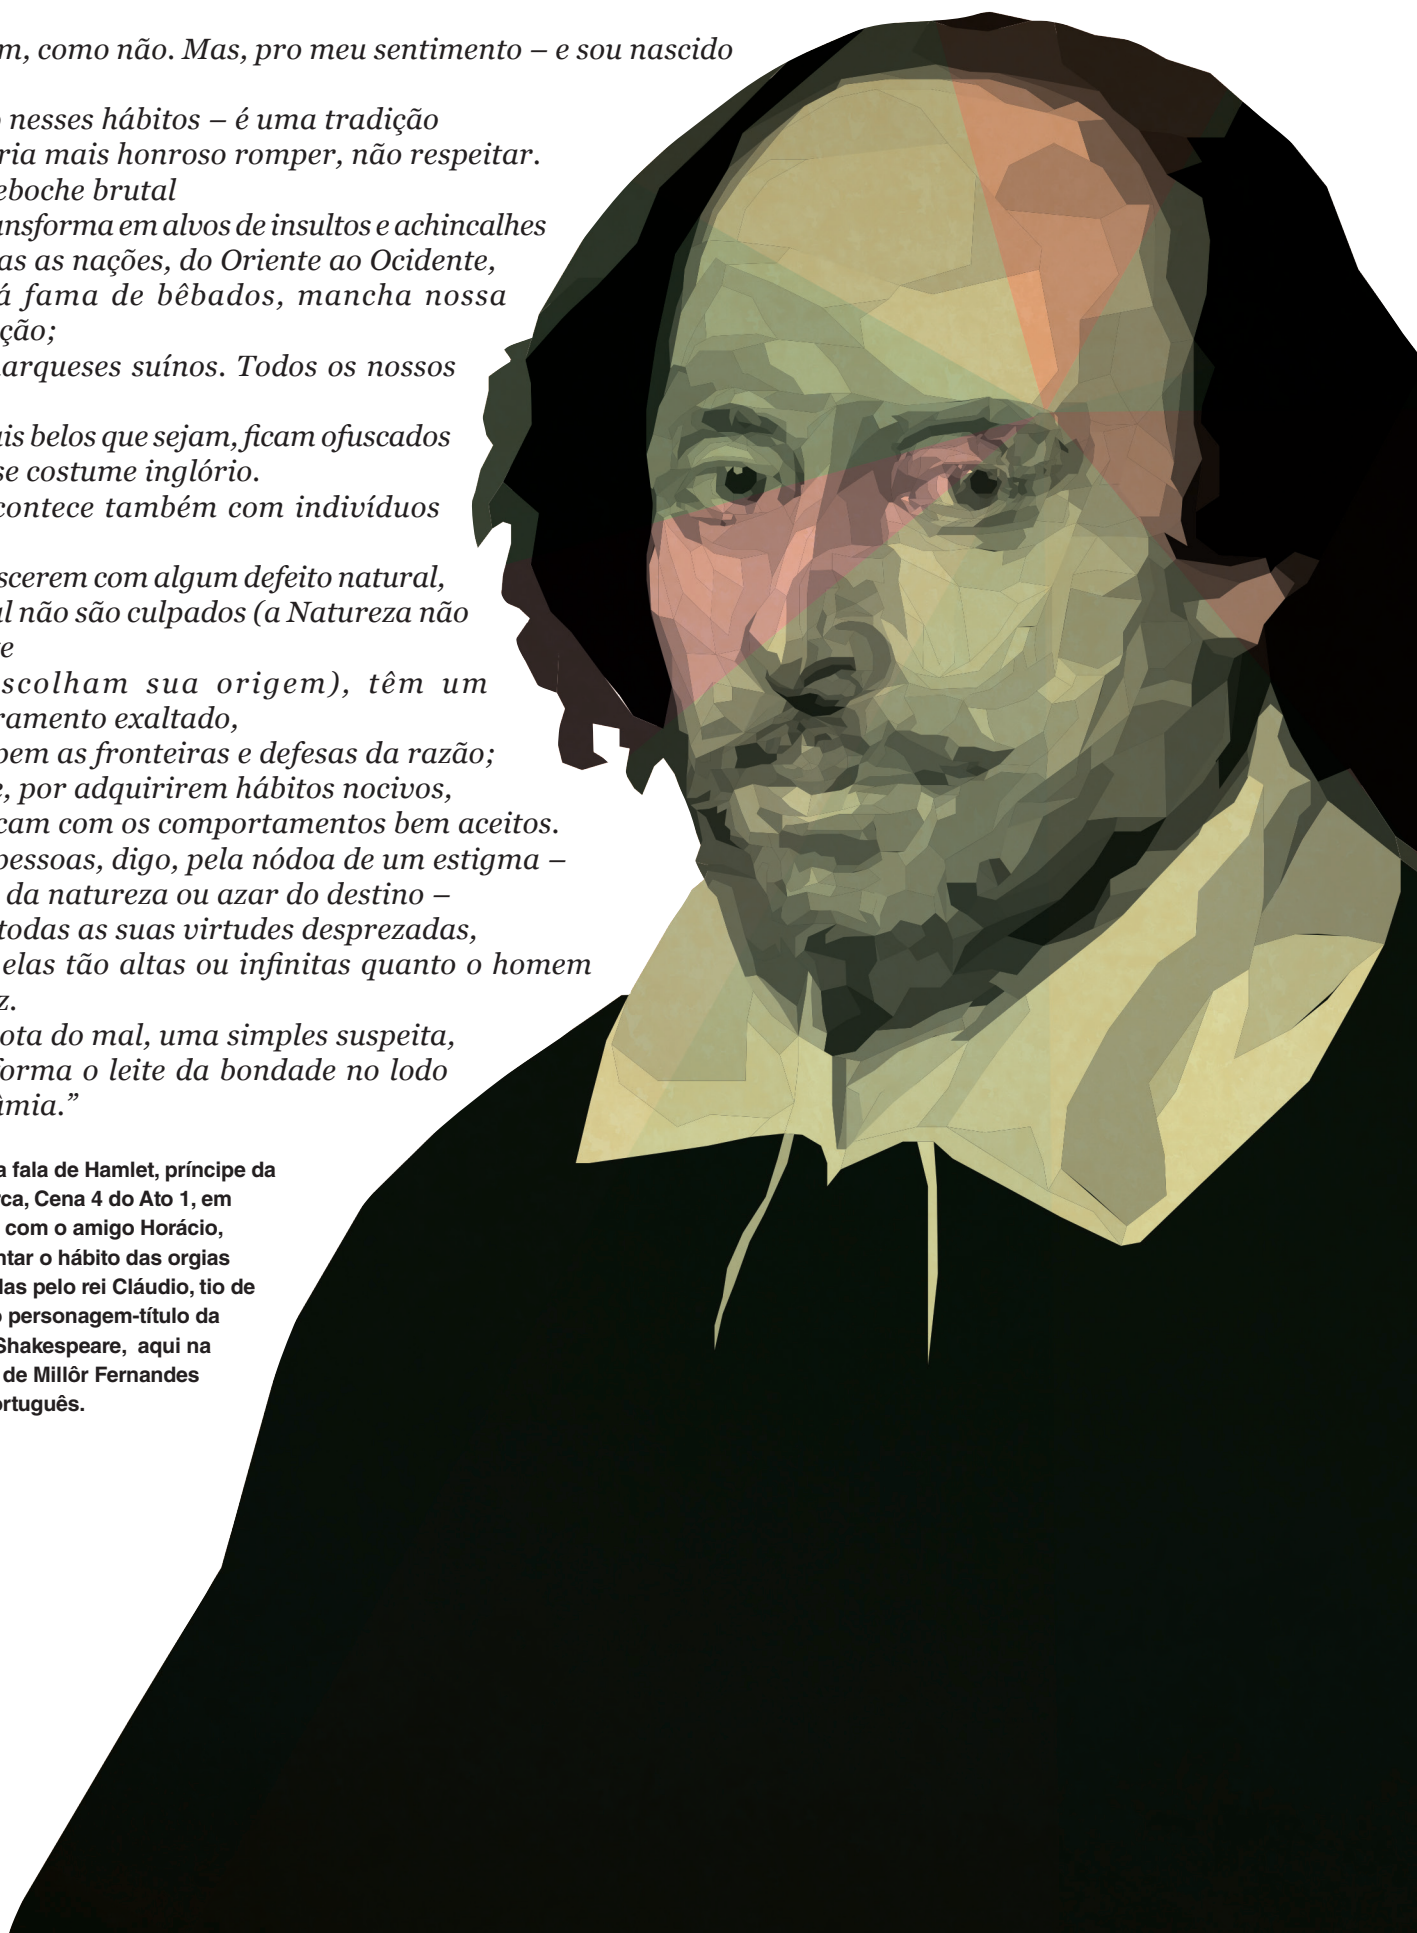 m, como não. Mas, pro meu sentimento – e sou nascido
nesses hábitos – é uma tradição
ria mais honroso romper, não respeitar.
eboche brutal
ansforma em alvos de insultos e achincalhes
as as nações, do Oriente ao Ocidente,
á fama de bêbados, mancha nossa
ção;
arqueses suínos. Todos os nossos
is belos que sejam, ficam ofuscados
se costume inglório.
contece também com indivíduos
scerem com algum defeito natural,
al não são culpados (a Natureza não
te
scolham sua origem), têm um
ramento exaltado,
pem as fronteiras e defesas da razão;
e, por adquirirem hábitos nocivos,
cam com os comportamentos bem aceitos.
pessoas, digo, pela nódoa de um estigma –
da natureza ou azar do destino –
todas as suas virtudes desprezadas,
elas tão altas ou infinitas quanto o homem
z.
ota do mal, uma simples suspeita,
forma o leite da bondade no lodo
âmia.”
a fala de Hamlet, príncipe da
rca, Cena 4 do Ato 1, em
com o amigo Horácio,
ntar o hábito das orgias
das pelo rei Cláudio, tio de
o personagem-título da
Shakespeare, aqui na
de Millôr Fernandes
ortuguês.